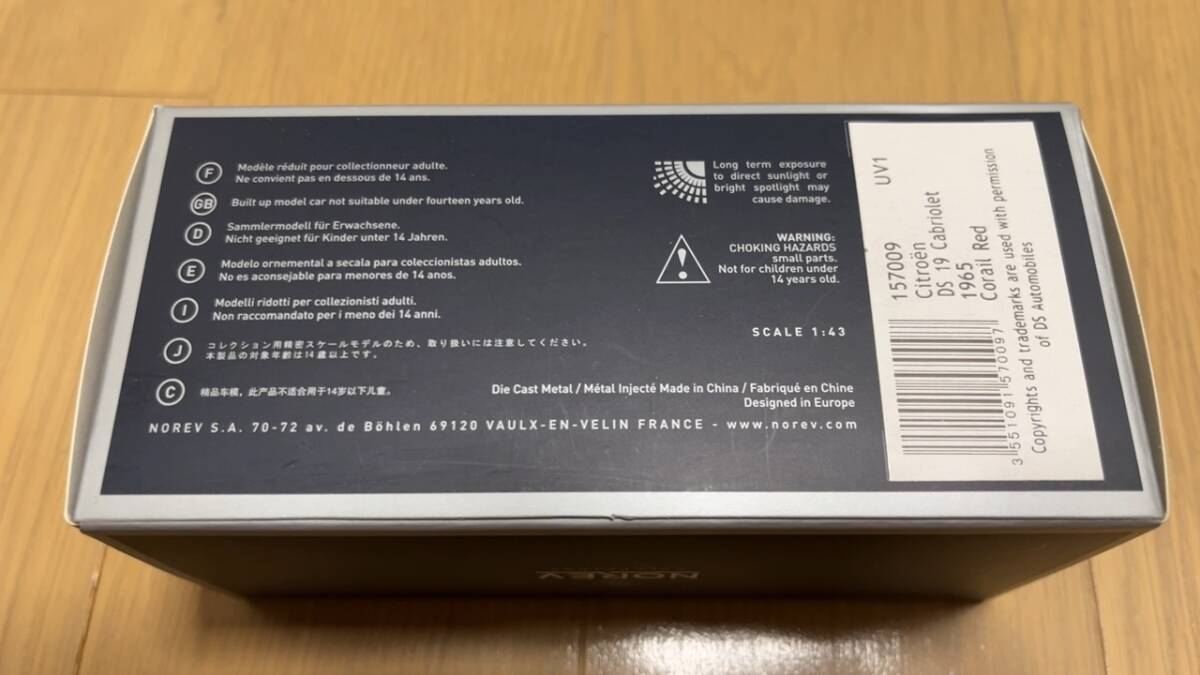 F
Modèle réduit pour collectionneur adulte.
Ne convient pas en dessous de 14 ans.
GB
Built up model car not suitable under fourteen years old.
D
Sammlermodell für Erwachsene.
Nicht geeignet für Kinder unter 14 Jahren.
E
Modelo ornemental a secala para coleccionistas adultos.
No es aconsejable para menores de 14 anos.
I
Modelli ridotti per collezionisti adulti.
Non raccomandato per i meno dei 14 anni.
J
コレクション用精密スケールモデルのため、取り扱いには注意してください。
本製品の対象年齢は14歳以上です。
C
精品车模，此产品不适合用于14岁以下儿童。
Long term exposure
to direct sunlight or
bright spotlight may
cause damage.
WARNING:
CHOKING HAZARDS
small parts.
Not for children under
14 years old.
SCALE 1:43
Die Cast Metal / Métal Injecté Made in China / Fabriqué en Chine
Designed in Europe
NOREV S.A. 70-72 av. de Böhlen 69120 VAULX-EN-VELIN FRANCE - www.norev.com
157009 UV1
Citroën
DS 19 Cabriolet
1965
Corail Red
3 551091 570097
Copyrights and trademarks are used with permission
of DS Automobiles
NOREV